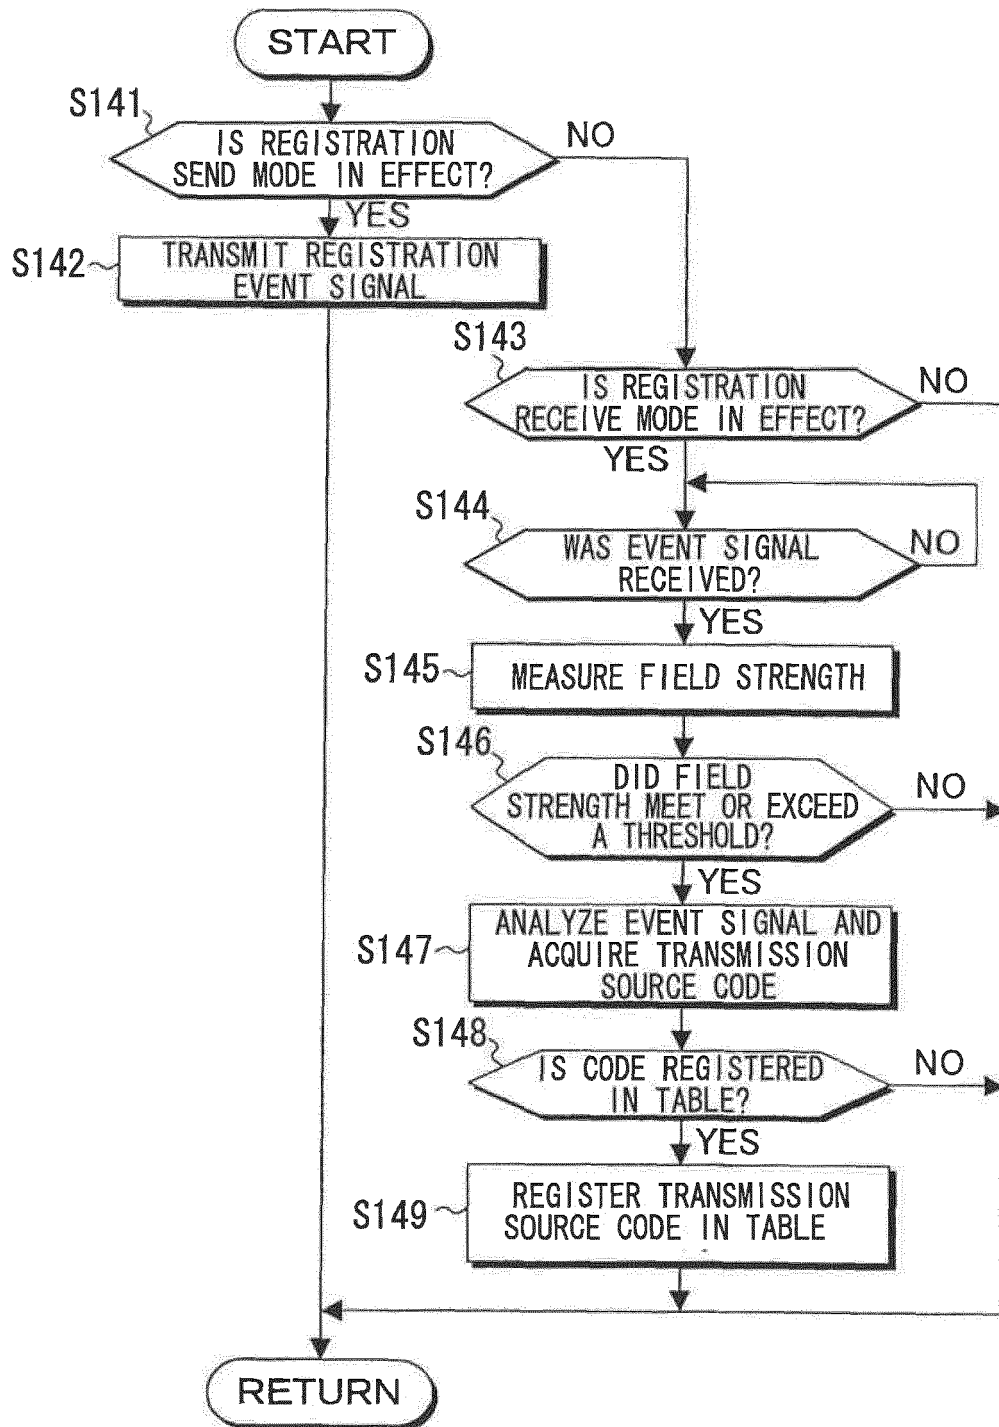 START
S141
IS REGISTRATION
SEND MODE IN EFFECT?
NO
YES
S142
TRANSMIT REGISTRATION
EVENT SIGNAL
S143
IS REGISTRATION
RECEIVE MODE IN EFFECT?
NO
YES
S144
WAS EVENT SIGNAL
RECEIVED?
NO
YES
S145
MEASURE FIELD STRENGTH
S146
DID FIELD
STRENGTH MEET OR EXCEED
A THRESHOLD?
NO
YES
S147
ANALYZE EVENT SIGNAL AND
ACQUIRE TRANSMISSION
SOURCE CODE
S148
IS CODE REGISTERED
IN TABLE?
NO
YES
S149
REGISTER TRANSMISSION
SOURCE CODE IN TABLE
RETURN